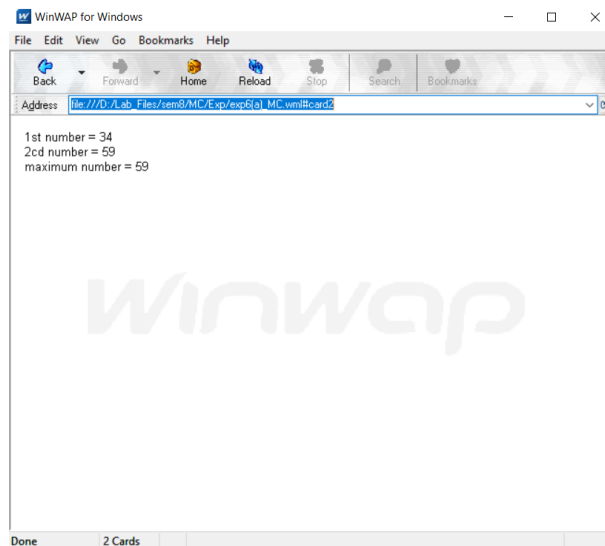 WinWAP for Windows
File Edit View Go Bookmarks Help
Back Forward Home Reload Stop Search Bookmarks
Address file:///D:/Lab_Files/sem8/MC/Exp/exp6(a)_MC.wml#card2
1st number = 34
2cd number = 59
maximum number = 59
winwap
Done 2 Cards